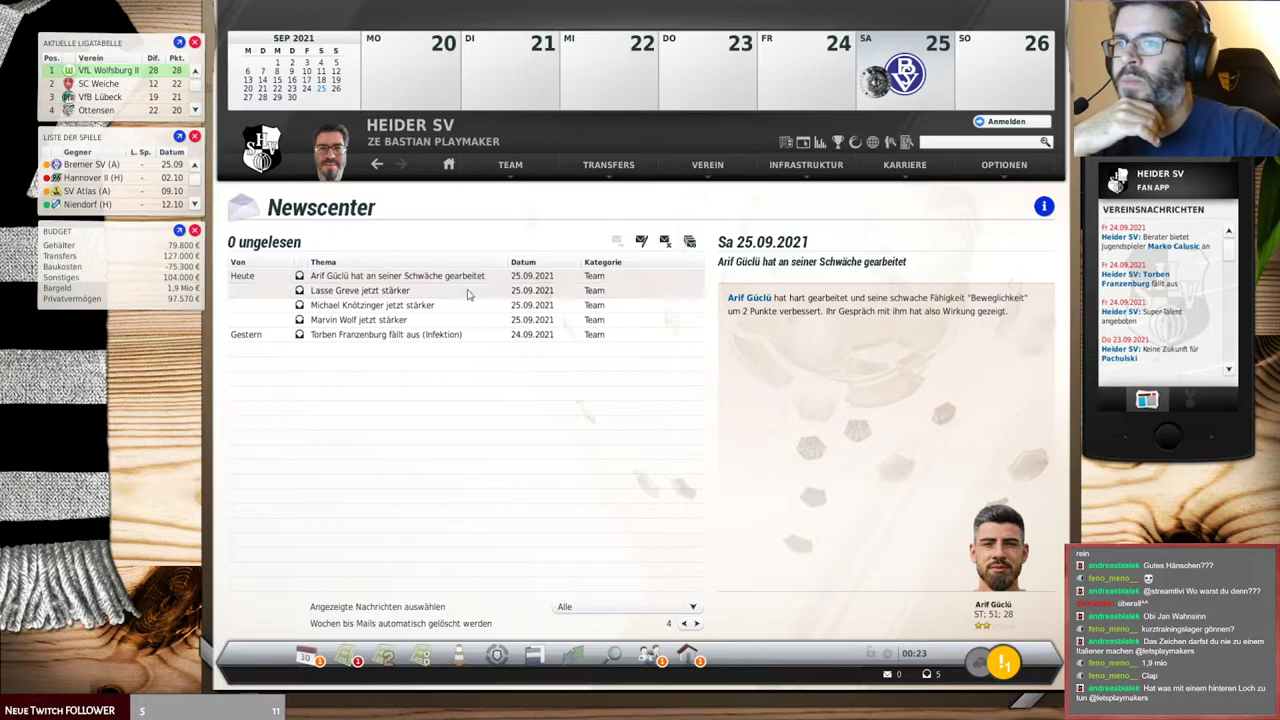 AKTUELLE LIGATABELLE
Pos. Verein Dif. Pkt.
1 VfL Wolfsburg II 28 28
2 SC Weiche 12 22
3 VfB Lübeck 19 21
4 Ottensen 22 20
LISTE DER SPIELE
Gegner L. Sp. Datum
Bremer SV (A) - 25.09
Hannover II (H) - 02.10
SV Atlas (A) - 09.10
Niendorf (H) - 12.10
BUDGET
Gehälter 79.800 €
Transfers 127.000 €
Baukosten -75.300 €
Sonstiges 104.000 €
Bargeld 1,9 Mio €
Privatvermögen 97.570 €
SEP 2021
M D M D F S S
1 2 3 4 5
6 7 8 9 10 11 12
13 14 15 16 17 18 19
20 21 22 23 24 25 26
27 28 29 30
MO 20 DI 21 MI 22 DO 23 FR 24 SA 25 SO 26
HEIDER SV
ZE BASTIAN PLAYMAKER
Anmelden
TEAM TRANSFERS VEREIN INFRASTRUKTUR KARRIERE OPTIONEN
Newscenter
0 ungelesen
Von Thema Datum Kategorie
Heute Arif Güclü hat an seiner Schwäche gearbeitet 25.09.2021 Team
Lasse Greve jetzt stärker 25.09.2021 Team
Michael Knötzinger jetzt stärker 25.09.2021 Team
Marvin Wolf jetzt stärker 25.09.2021 Team
Gestern Torben Franzenburg fällt aus (Infektion) 24.09.2021 Team
Sa 25.09.2021
Arif Güclü hat an seiner Schwäche gearbeitet
Arif Güclü hat hart gearbeitet und seine schwache Fähigkeit "Beweglichkeit"
um 2 Punkte verbessert. Ihr Gespräch mit ihm hat also Wirkung gezeigt.
Arif Güclü
ST; 51; 28
Angezeigte Nachrichten auswählen Alle
Wochen bis Mails automatisch gelöscht werden 4
00:23
0 5
HEIDER SV
FAN APP
VEREINSNACHRICHTEN
Fr 24.09.2021
Heider SV: Berater bietet
Jugendspieler Marko Calusic an
Fr 24.09.2021
Heider SV: Torben
Franzenburg fällt aus
Fr 24.09.2021
Heider SV: Super-Talent
angeboten
Do 23.09.2021
Heider SV: Keine Zukunft für
Pachulski
rein
andreasbialek Gutes Hänschen???
feno_meno__
andreasbialek @streamtivi Wo warst du denn???
überall^^
andreasbialek Obi Jan Wahnsinn
feno_meno__ kurztrainingslager gönnen?
andreasbialek Das Zeichen darfst du nie zu einem
Italiener machen @letsplaymakers
feno_meno__ 1,9 mio
feno_meno__ Clap
andreasbialek Hat was mit einem hinteren Loch zu
tun @letsplaymakers
NEUE TWITCH FOLLOWER 5 11